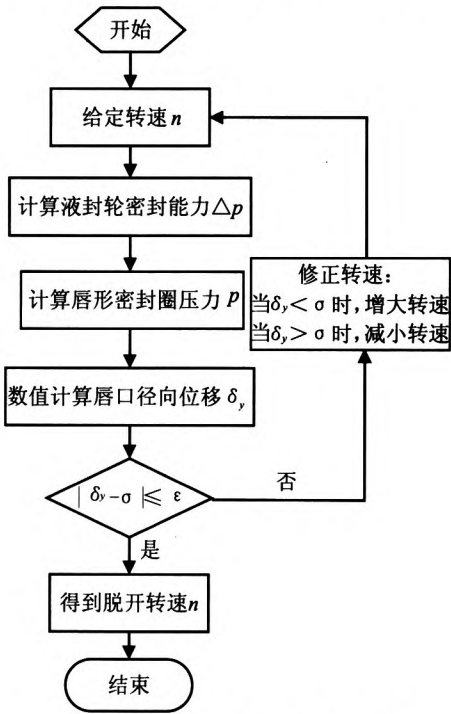 开始
给定转速n
计算液封轮密封能力△p
计算唇形密封圈压力 p
数值计算唇口径向位移 δy
| δy-σ |≤ ε
否
修正转速：
当δy< σ 时，增大转速
当δy> σ 时，减小转速
是
得到脱开转速n
结束